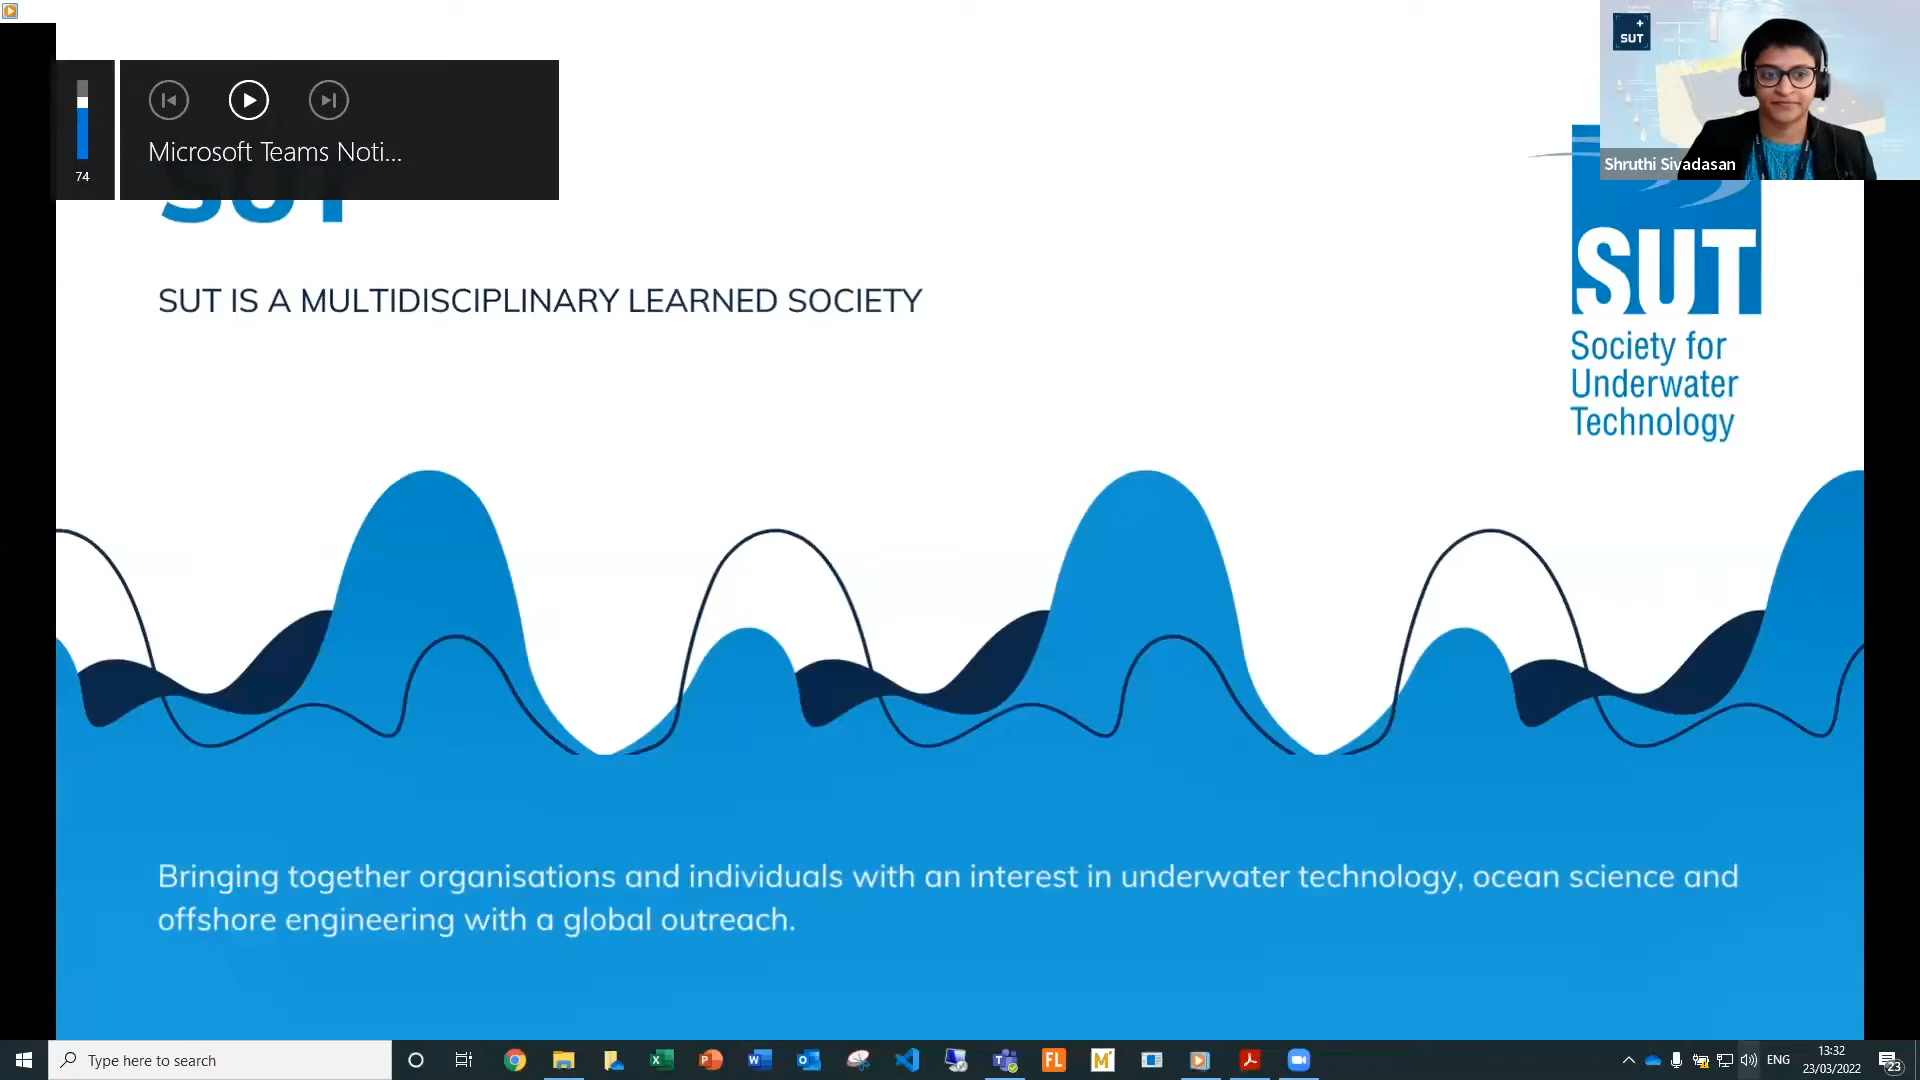 SUT
Shruthi Sivadasan
Microsoft Teams Noti...
74
SUT
SUT IS A MULTIDISCIPLINARY LEARNED SOCIETY
SUT
Society for
Underwater
Technology
Bringing together organisations and individuals with an interest in underwater technology, ocean science and
offshore engineering with a global outreach.
Type here to search
FL
ENG
13:32
23/03/2022
23